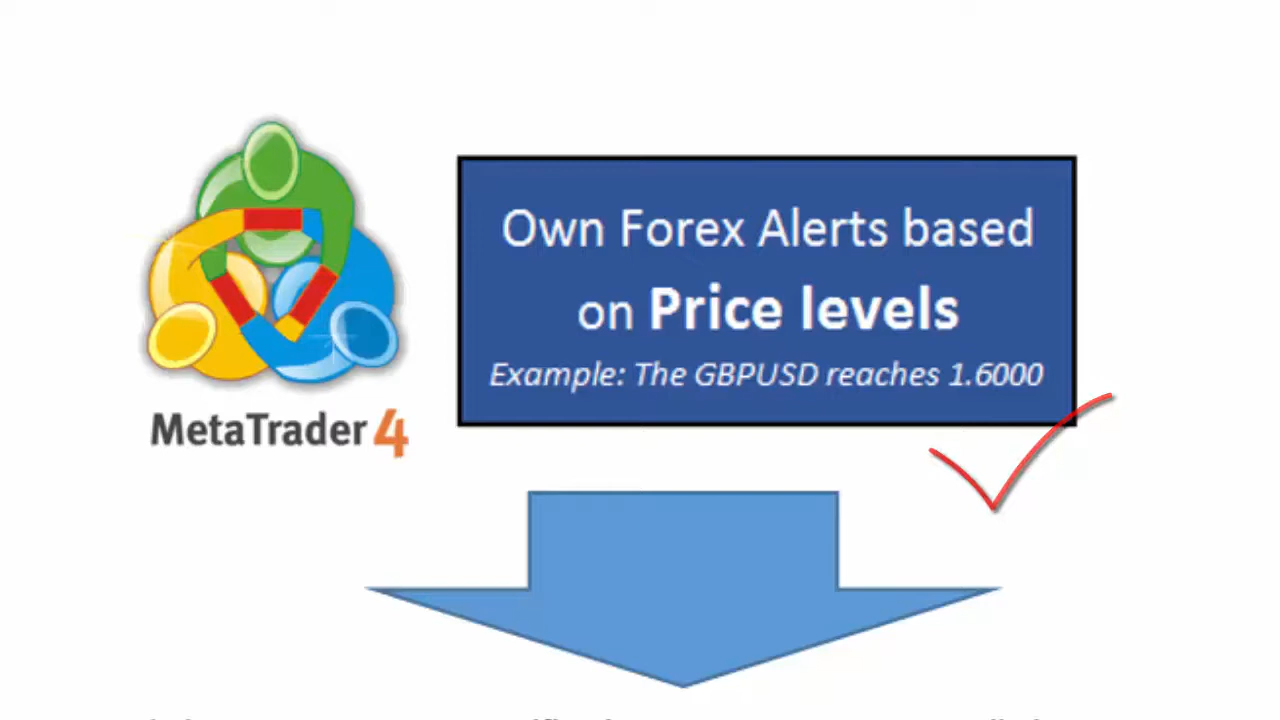 Own Forex Alerts based
on Price levels
Example: The GBPUSD reaches 1.6000
MetaTrader 4